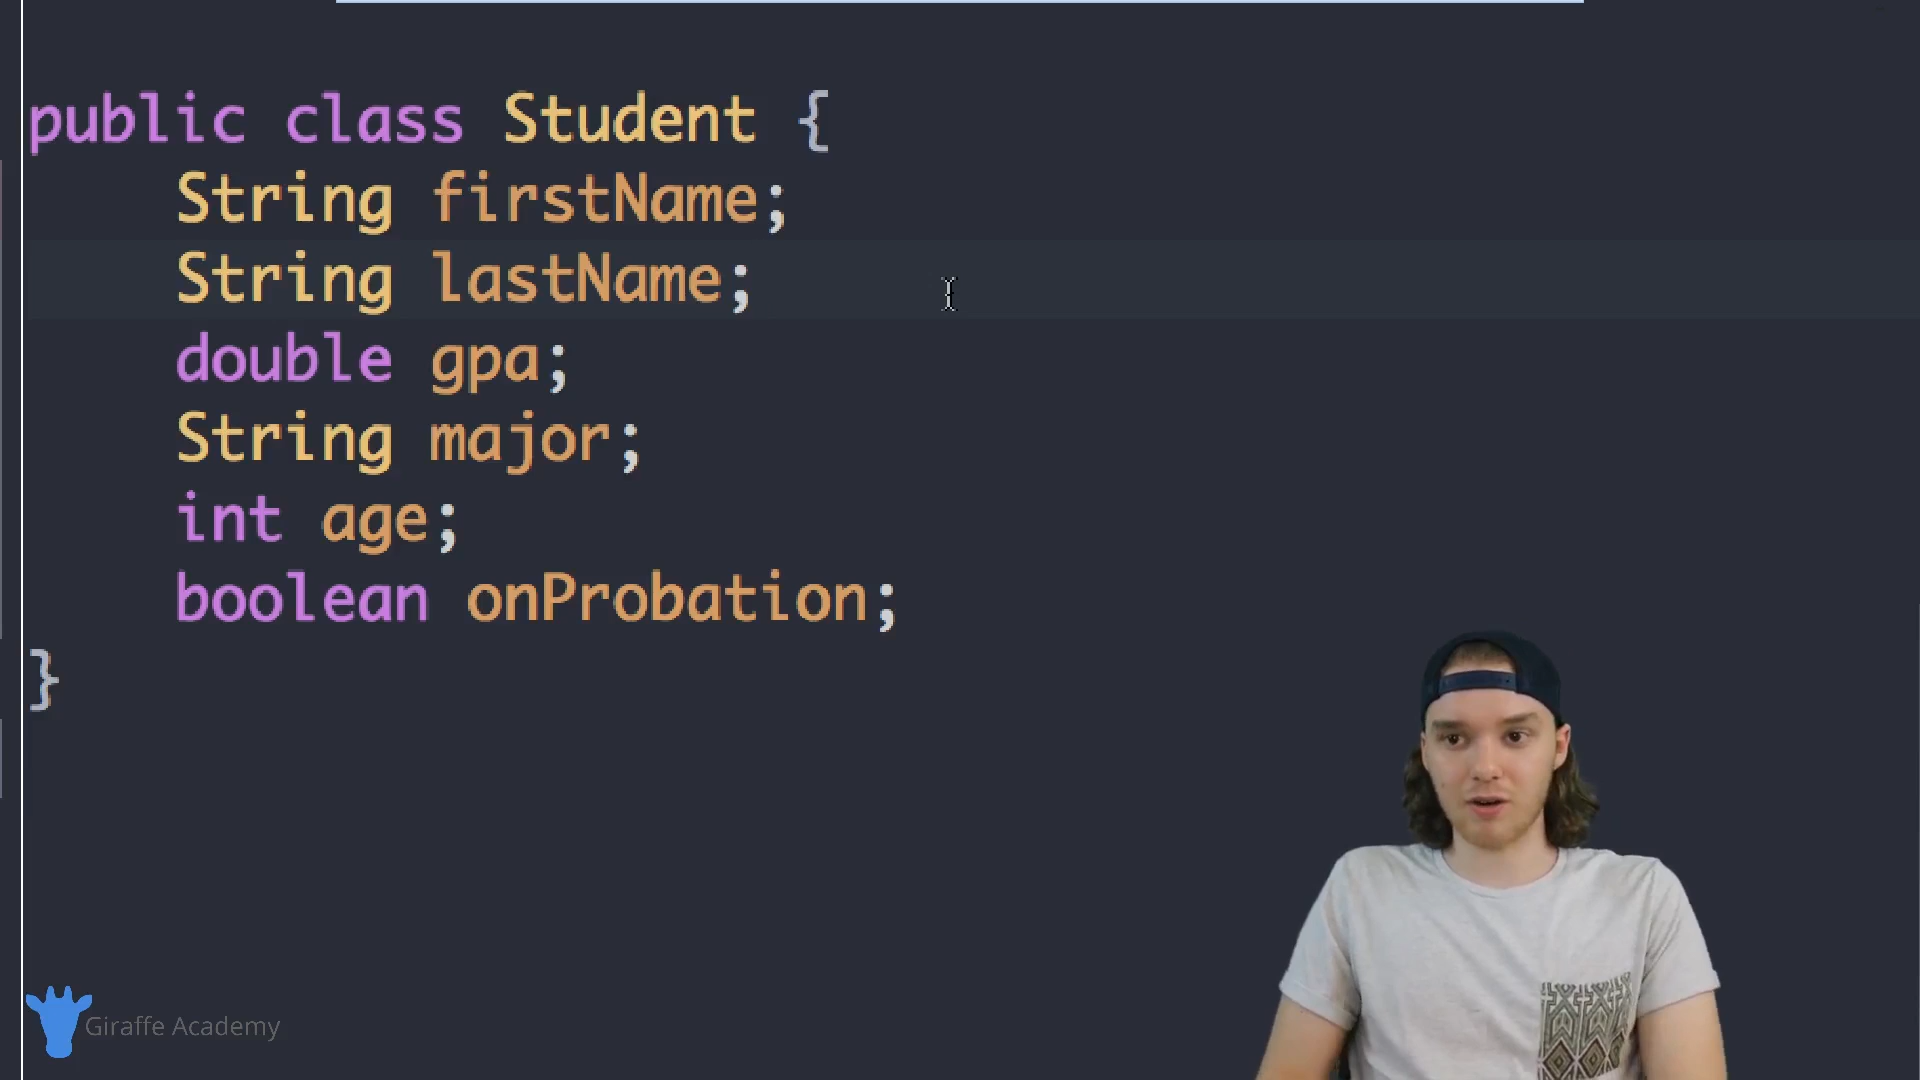 public class Student {
String firstName;
String lastName;
double gpa;
String major;
int age;
boolean onProbation;
}
Giraffe Academy